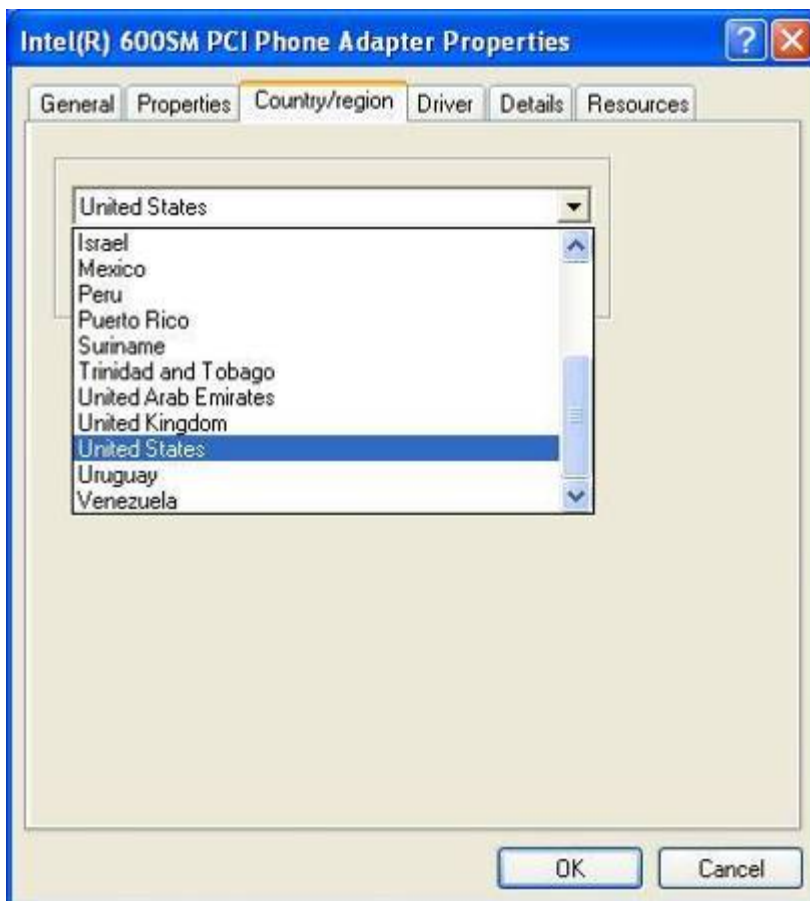 Intel(R) 600SM PCI Phone Adapter Properties
General Properties Country/region Driver Details Resources
United States
Israel
Mexico
Peru
Puerto Rico
Suriname
Trinidad and Tobago
United Arab Emirates
United Kingdom
United States
Uruguay
Venezuela
OK Cancel